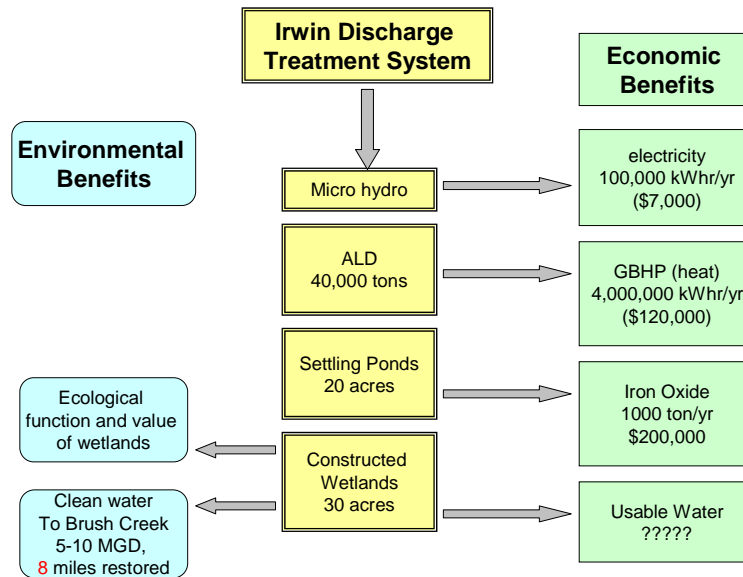 Irwin Discharge
Treatment System
Economic
Benefits
Environmental
Benefits
Micro hydro
electricity
100,000 kWhr/yr
($7,000)
ALD
40,000 tons
GBHP (heat)
4,000,000 kWhr/yr
($120,000)
Settling Ponds
20 acres
Iron Oxide
1000 ton/yr
$200,000
Ecological
function and value
of wetlands
Constructed
Wetlands
30 acres
Clean water
To Brush Creek
5-10 MGD,
8 miles restored
Usable Water
?????